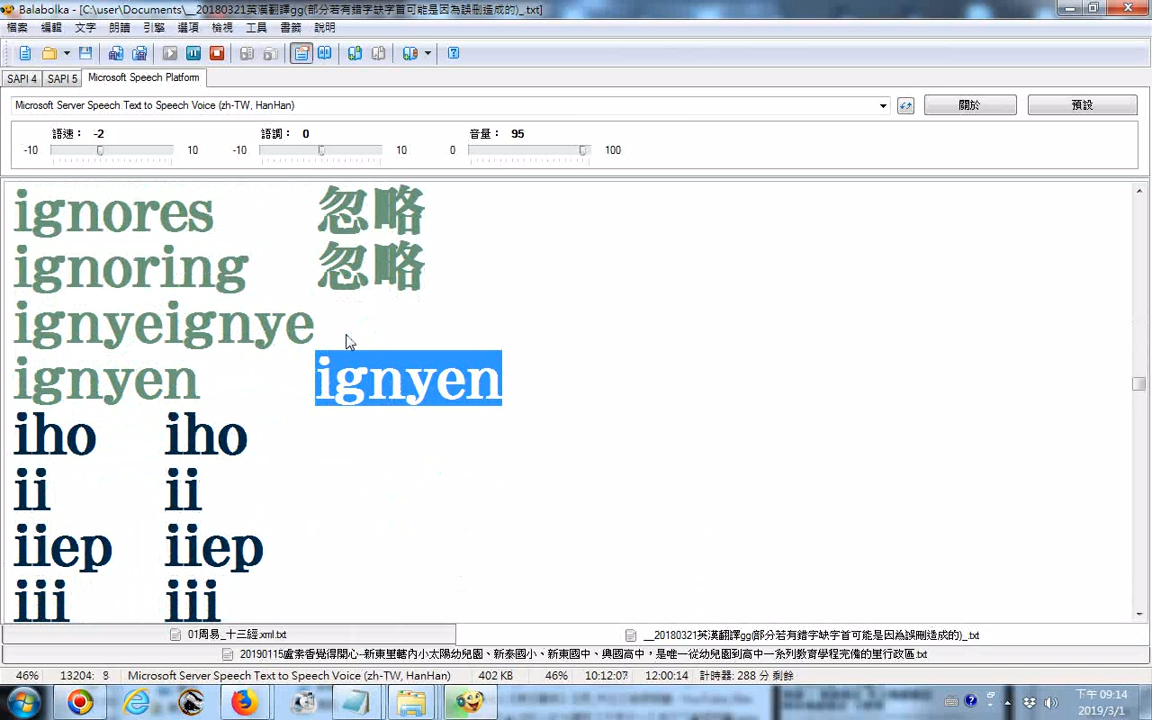 Balabolka - [C:\user\Documents\__20180321英漢翻譯gg(部分若有錯字缺字首可能是因為誤刪造成的)_.txt]
檔案 編輯 文字 朗讀 引擎 選項 檢視 工具 書籤 說明
SAPI 4 SAPI 5 Microsoft Speech Platform
Microsoft Server Speech Text to Speech Voice (zh-TW, HanHan) 關於 預設
語速： -2 語調： 0 音量： 95
-10 10 -10 10 0 100
ignores 忽略
ignoring 忽略
ignyeignye
ignyen ignyen
iho iho
ii ii
iiep iiep
iii iii
01周易_十三經.xml.txt __20180321英漢翻譯gg(部分若有錯字缺字首可能是因為誤刪造成的)_.txt
20190115盧素香覺得開心-新東里轄內小太陽幼兒園、新泰國小、新東國中、興國高中，是唯一從幼兒園到高中一系列教育學程完備的里行政區.txt
46% 13204: 8 Microsoft Server Speech Text to Speech Voice (zh-TW, HanHan) 402 KB 46% 10:12:07 12:00:14 計時器: 288 分 剩餘
下午 09:14
2019/3/1